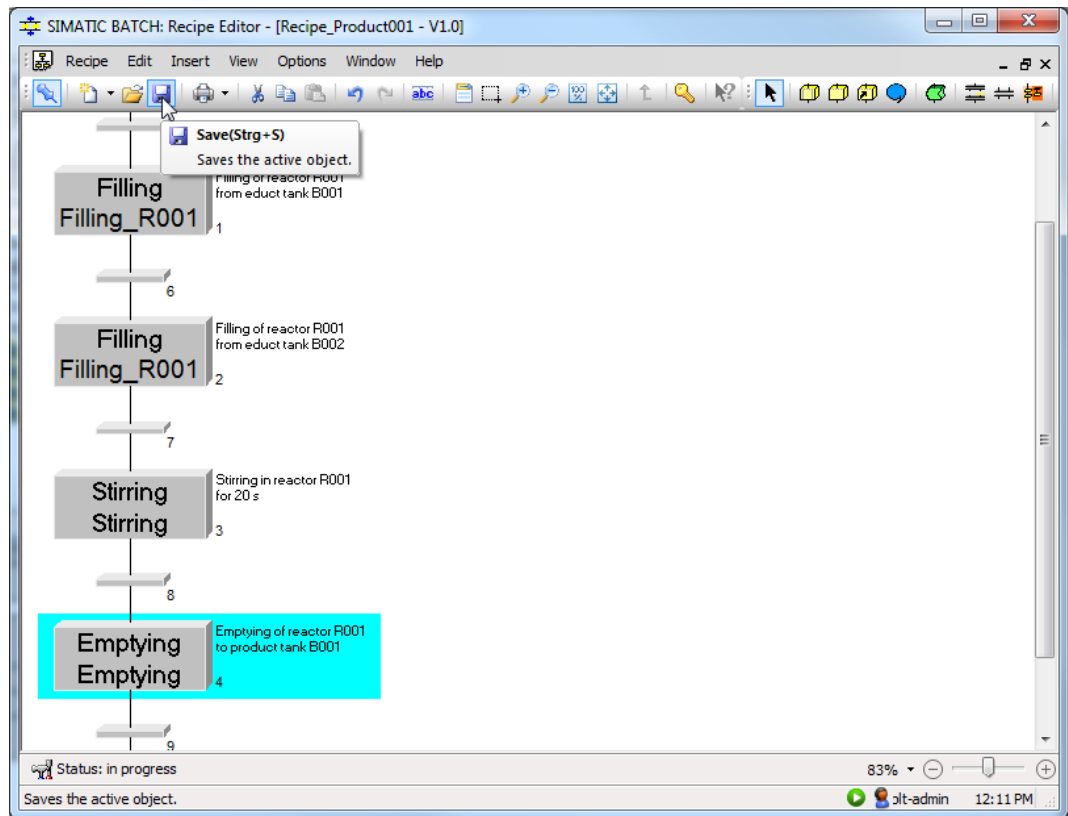 SIMATIC BATCH: Recipe Editor - [Recipe_Product001 - V1.0]
Recipe Edit Insert View Options Window Help
abc
100 %
Save(Strg+S)
Saves the active object.
Filling
Filling_R001
Filling of reactor R001
from educt tank B001
1
6
Filling
Filling_R001
Filling of reactor R001
from educt tank B002
2
7
Stirring
Stirring
Stirring in reactor R001
for 20 s
3
8
Emptying
Emptying
Emptying of reactor R001
to product tank B001
4
9
Status: in progress
83%
Saves the active object.
olt-admin
12:11 PM